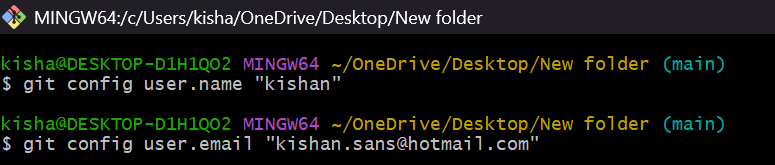 MINGW64:/c/Users/kisha/OneDrive/Desktop/New folder
kisha@DESKTOP-D1H1QO2 MINGW64 ~/OneDrive/Desktop/New folder (main)
$ git config user.name "kishan"
kisha@DESKTOP-D1H1QO2 MINGW64 ~/OneDrive/Desktop/New folder (main)
$ git config user.email "kishan.sans@hotmail.com"